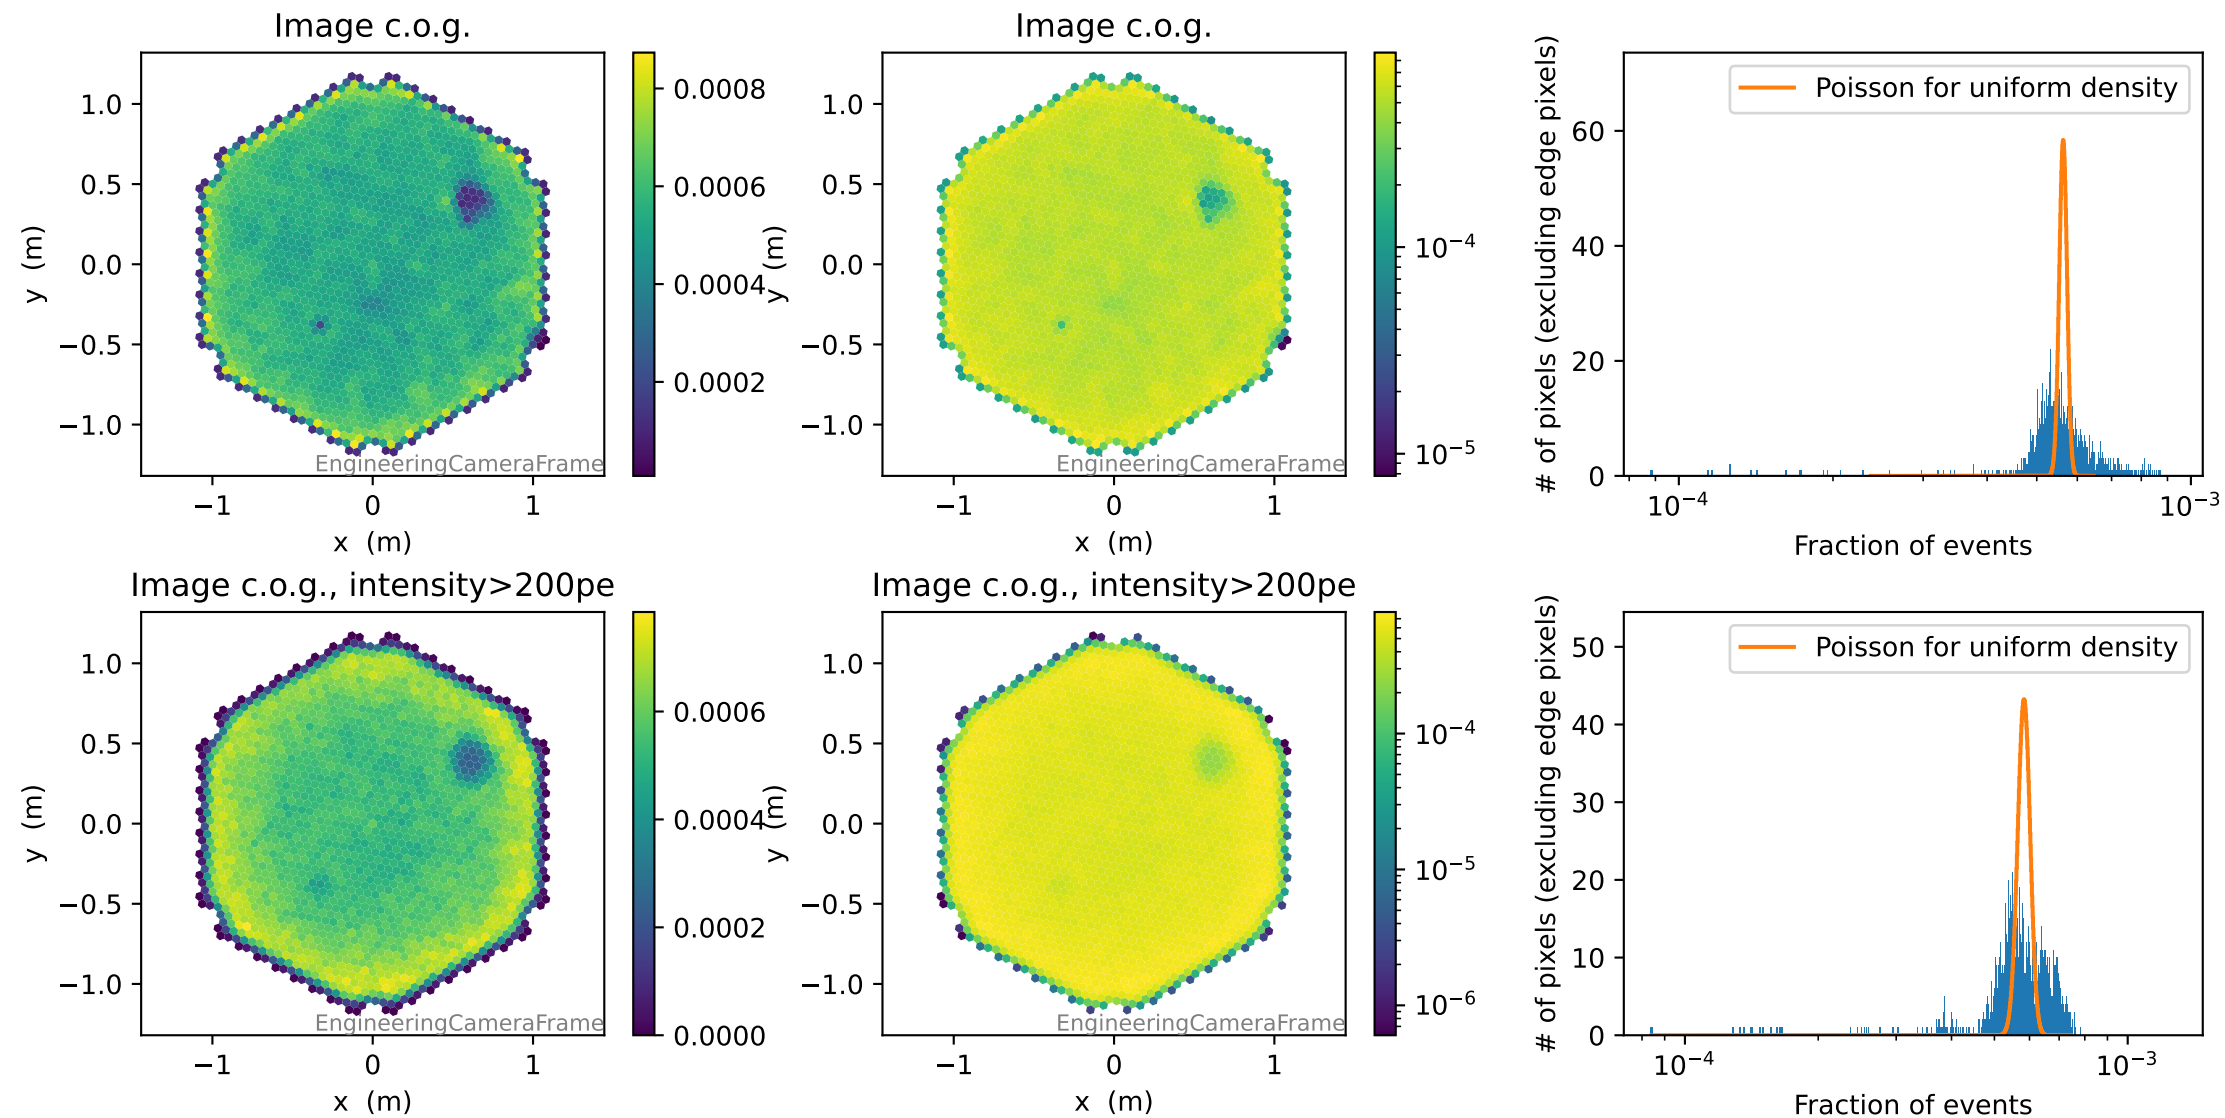 Image c.o.g.
1.0
0.5
0.0
−0.5
−1.0
y (m)
−1
0
1
x (m)
EngineeringCameraFrame
0.0008
0.0006
0.0004
0.0002
Image c.o.g.
1.0
0.5
0.0
−0.5
−1.0
y (m)
−1
0
1
x (m)
EngineeringCameraFrame
10⁻⁴
10⁻⁵
# of pixels (excluding edge pixels)
60
40
20
0
Poisson for uniform density
10⁻⁴
10⁻³
Fraction of events
Image c.o.g., intensity>200pe
1.0
0.5
0.0
−0.5
−1.0
y (m)
−1
0
1
x (m)
EngineeringCameraFrame
0.0006
0.0004
0.0002
0.0000
Image c.o.g., intensity>200pe
1.0
0.5
0.0
−0.5
−1.0
y (m)
−1
0
1
x (m)
EngineeringCameraFrame
10⁻⁴
10⁻⁵
10⁻⁶
# of pixels (excluding edge pixels)
50
40
30
20
10
0
Poisson for uniform density
10⁻⁴
10⁻³
Fraction of events